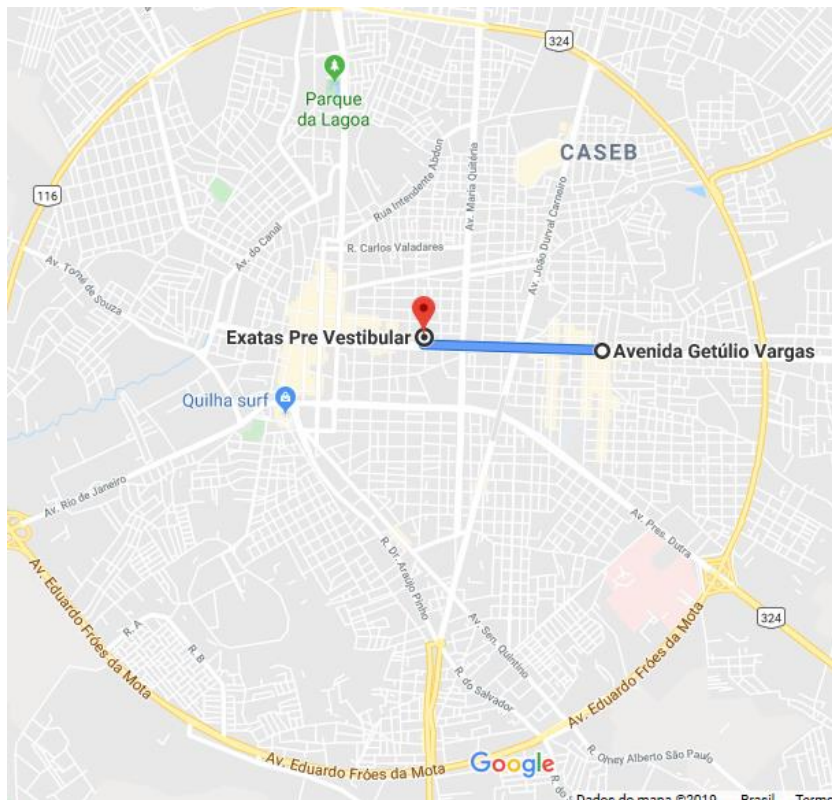 324
Parque
da Lagoa
CASEB
Rua Intendente Abdon
Av. Maria Quitéria
116
Av. João Durval Carneiro
Av. do Canal
R. Carlos Valadares
Av. Tomé de Souza
Exatas Pre Vestibular
Avenida Getúlio Vargas
Quilha surf
Av. Rio de Janeiro
Av. Pres. Dutra
R. Dr. Araújo Pinho
Av. Eduardo Fróes da Mota
324
R. A
R. B
Av. Sen. Quintino
R. do Salvador
Av. Eduardo Fróes da Mota
Av. Eduardo Fróes da Mota
Google
R. Olney Alberto São Paulo
R. do
Dados do mapa ©2019 Brasil Termo